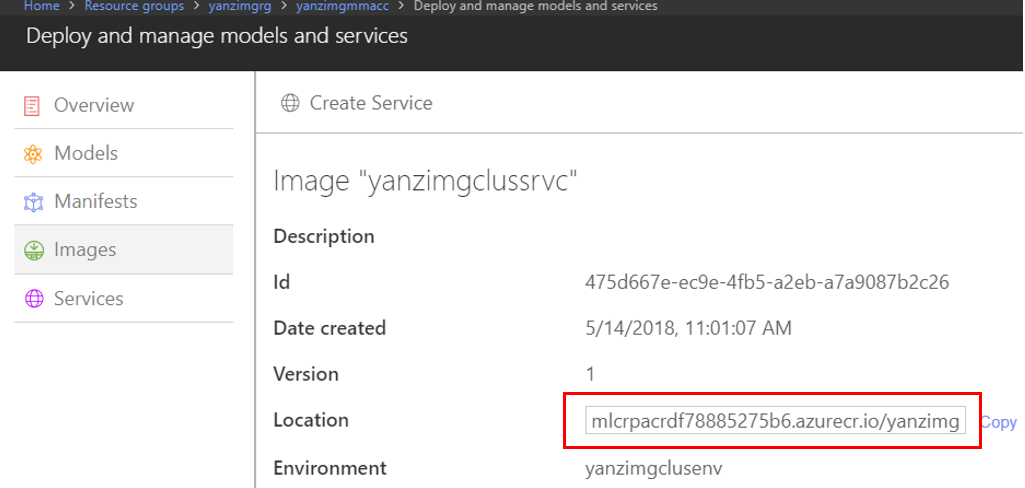 Home > Resource groups > yanzimgrg > yanzimgmmacc > Deploy and manage models and services
Deploy and manage models and services
Overview
Models
Manifests
Images
Services
Create Service
Image "yanzimgclussrvc"
Description
Id 475d667e-ec9e-4fb5-a2eb-a7a9087b2c26
Date created 5/14/2018, 11:01:07 AM
Version 1
Location mlcrpacrdf78885275b6.azurecr.io/yanzimg Copy
Environment yanzimgclusenv